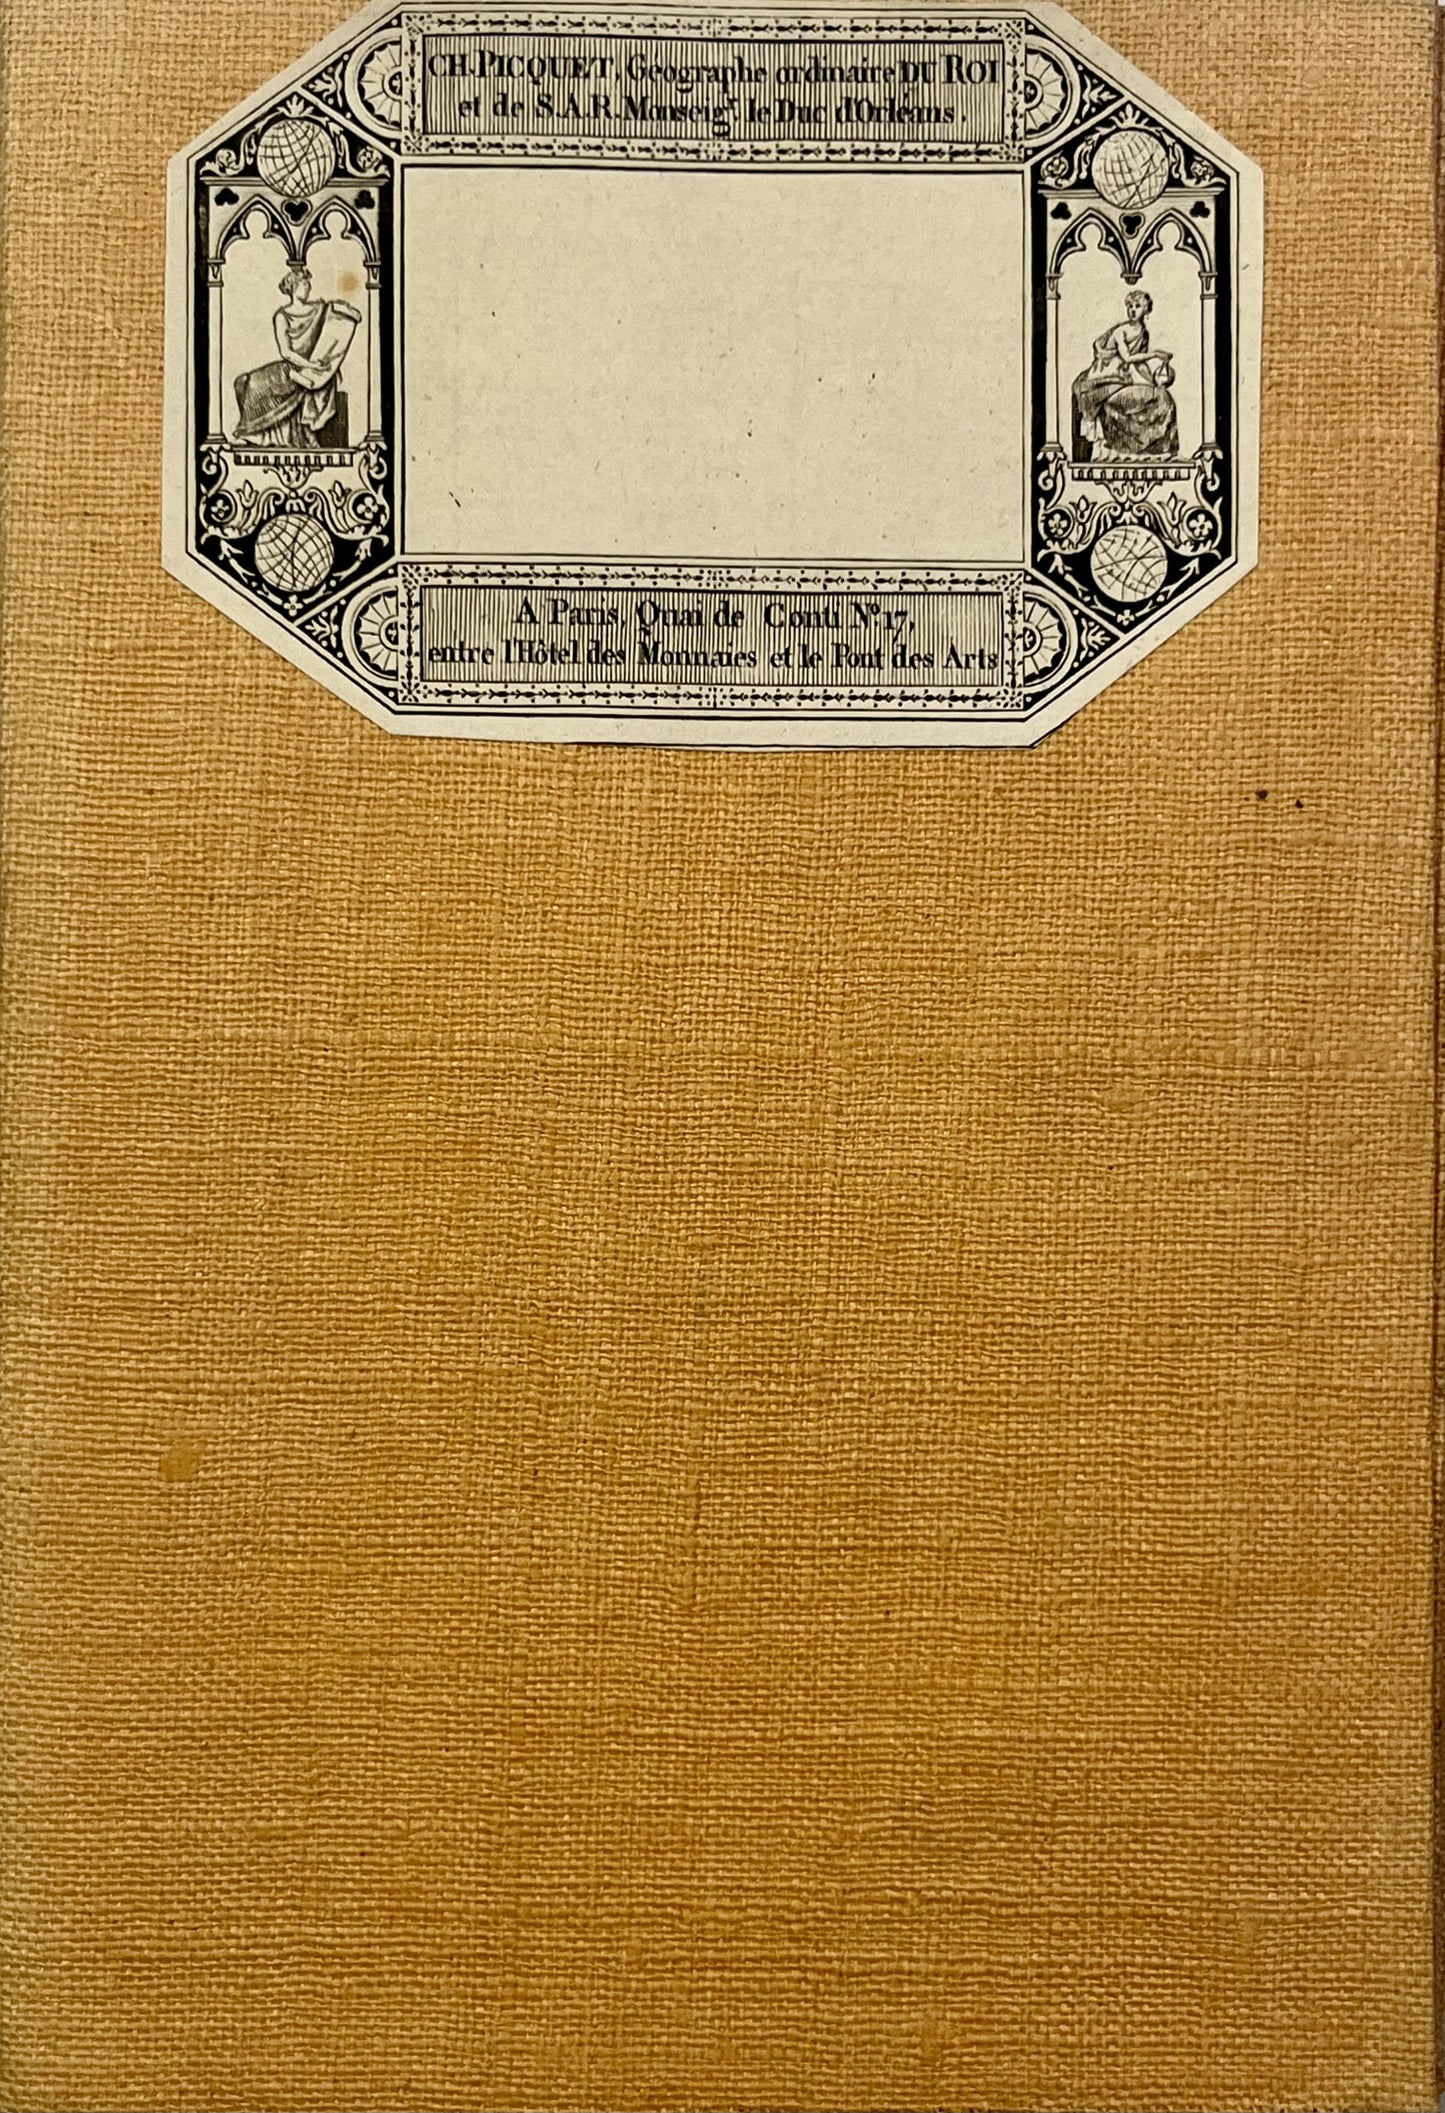 CH. PICQUET, Géographe ordinaire DU ROI
et de S.A.R. Monseigr. le Duc d'Orléans.
A Paris, Quai de Conti No. 17,
entre l'Hôtel des Monnaies et le Pont des Arts